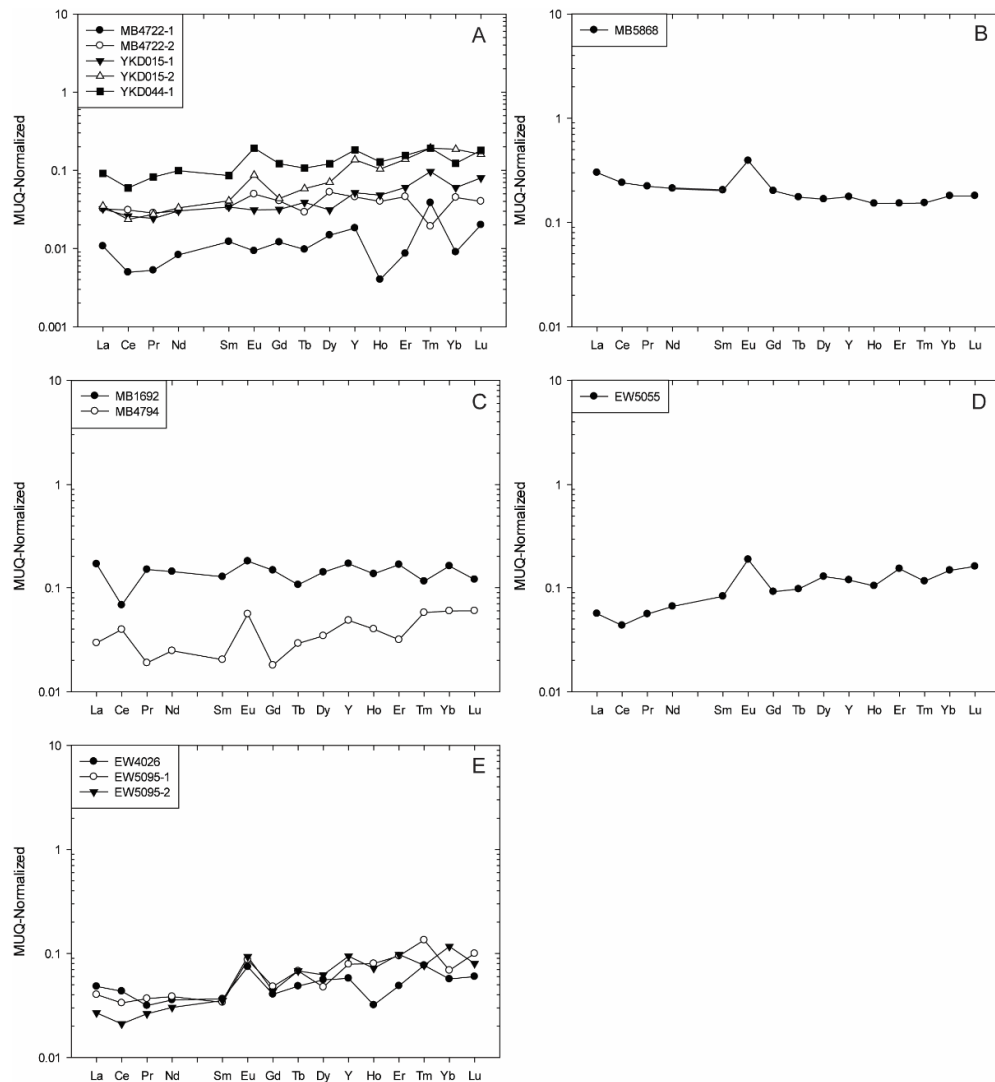 A
MB4722-1
MB4722-2
YKD015-1
YKD015-2
YKD044-1
MUQ-Normalized
10
1
0.1
0.01
0.001
La Ce Pr Nd Sm Eu Gd Tb Dy Y Ho Er Tm Yb Lu
B
MB5868
MUQ-Normalized
10
1
0.1
0.01
La Ce Pr Nd Sm Eu Gd Tb Dy Y Ho Er Tm Yb Lu
C
MB1692
MB4794
MUQ-Normalized
10
1
0.1
0.01
La Ce Pr Nd Sm Eu Gd Tb Dy Y Ho Er Tm Yb Lu
D
EW5055
MUQ-Normalized
10
1
0.1
0.01
La Ce Pr Nd Sm Eu Gd Tb Dy Y Ho Er Tm Yb Lu
E
EW4026
EW5095-1
EW5095-2
MUQ-Normalized
10
1
0.1
0.01
La Ce Pr Nd Sm Eu Gd Tb Dy Y Ho Er Tm Yb Lu